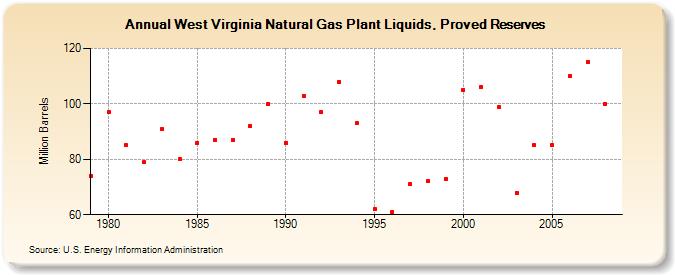 Annual West Virginia Natural Gas Plant Liquids, Proved Reserves
Million Barrels
120
100
80
60
1980 1985 1990 1995 2000 2005
Source: U.S. Energy Information Administration